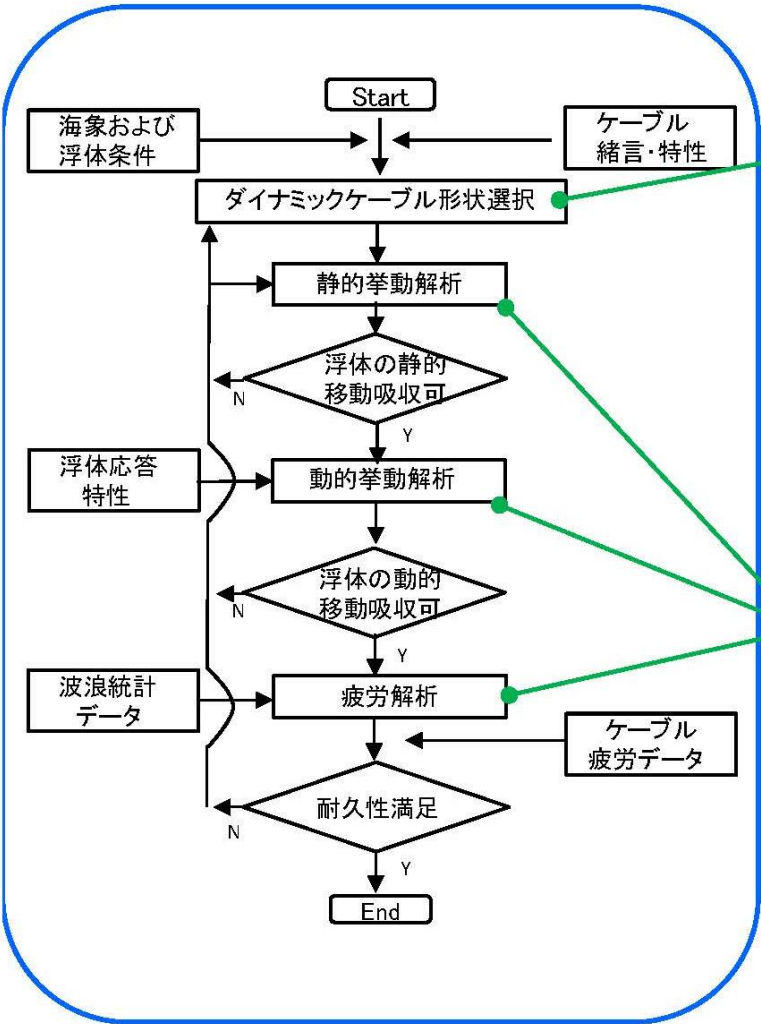 Start
海象および
浮体条件
ケーブル
緒言・特性
ダイナミックケーブル形状選択
静的挙動解析
浮体の静的
移動吸収可
N
Y
浮体応答
特性
動的挙動解析
浮体の動的
移動吸収可
N
Y
波浪統計
データ
疲労解析
ケーブル
疲労データ
耐久性満足
N
Y
End